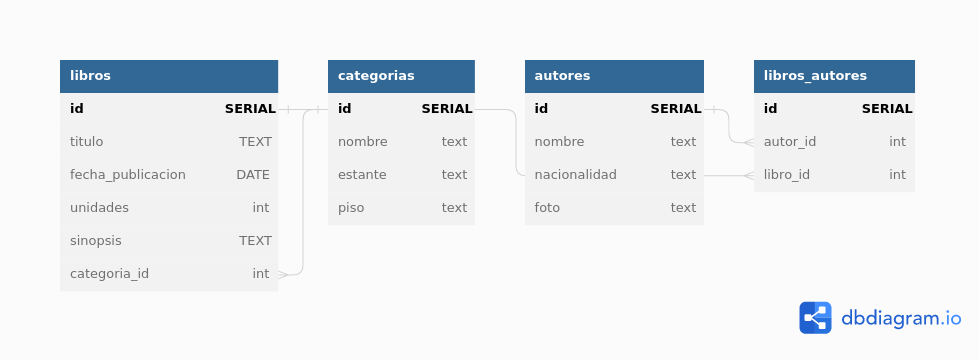 libros
id SERIAL
titulo TEXT
fecha_publicacion DATE
unidades int
sinopsis TEXT
categoria_id int
categorias
id SERIAL
nombre text
estante text
piso text
autores
id SERIAL
nombre text
nacionalidad text
foto text
libros_autores
id SERIAL
autor_id int
libro_id int
dbdiagram.io